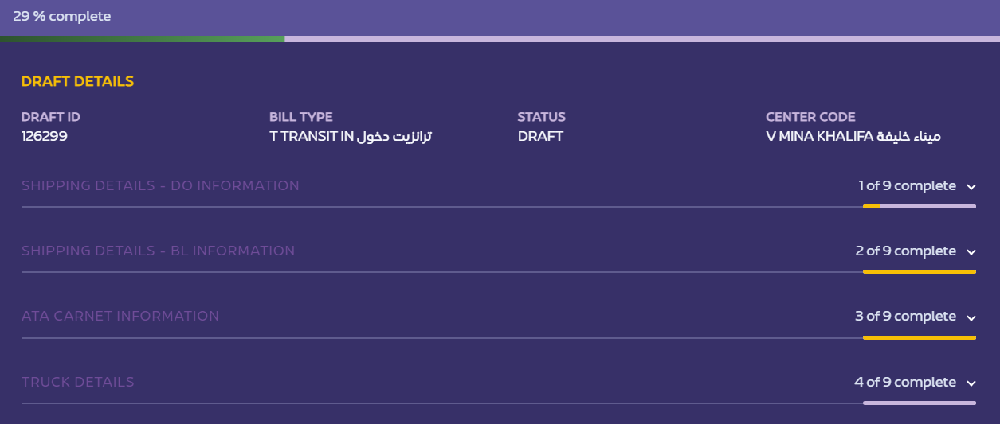 29 % complete
DRAFT DETAILS
DRAFT ID
126299
BILL TYPE
T TRANSIT IN ترانزيت دخول
STATUS
DRAFT
CENTER CODE
V MINA KHALIFA ميناء خليفة
SHIPPING DETAILS - DO INFORMATION
1 of 9 complete
SHIPPING DETAILS - BL INFORMATION
2 of 9 complete
ATA CARNET INFORMATION
3 of 9 complete
TRUCK DETAILS
4 of 9 complete